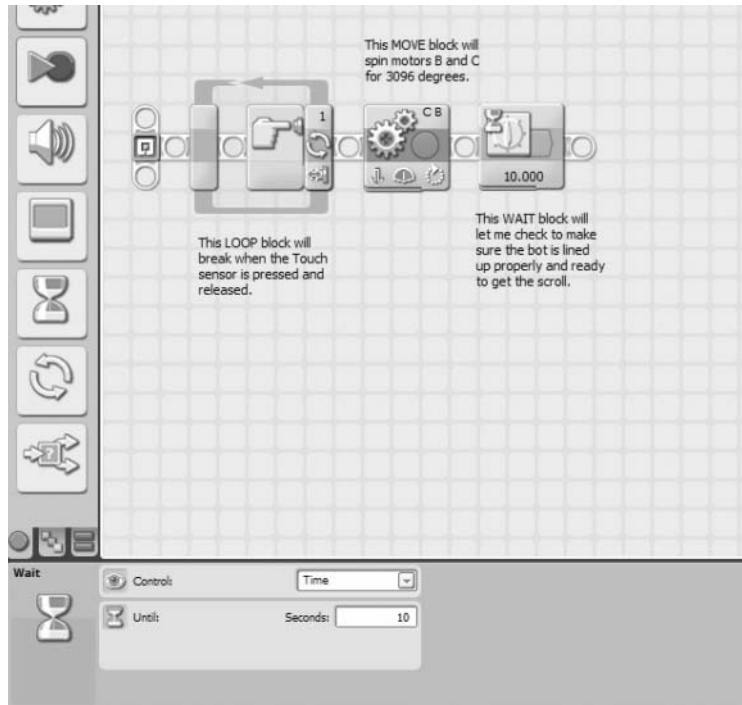 This MOVE block will
spin motors B and C
for 3096 degrees.
1
C B
10.000
This LOOP block will
break when the Touch
sensor is pressed and
released.
This WAIT block will
let me check to make
sure the bot is lined
up properly and ready
to get the scroll.
Wait
Control: Time
Until: Seconds: 10